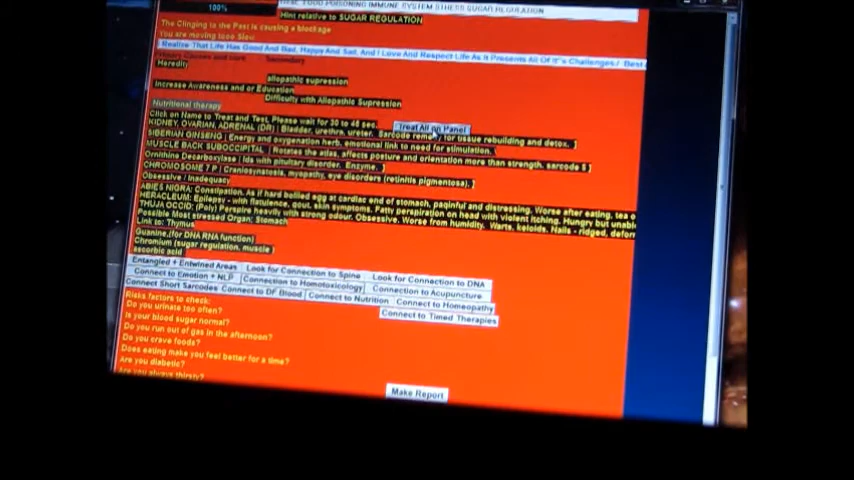 100%
REAL FOOD POISONING IMMUNE SYSTEM STRESS SUGAR REGULATION
Hint relative to SUGAR REGULATION
The Clinging to the Past is causing a blockage
You are moving too Slow
Realize That Life Has Good And Bad, Happy And Sad, And I Love And Respect Life As It Presents All Of It's Challenges./ Best
Primary Causes and cure Secondary
Heredity
allopathic supression
Increase Awareness and or Education
Difficulty with Allopathic Supression
Nutritional therapy
Click on Name to Treat and Test, Please wait for 30 to 45 sec. Treat All on Panel
KIDNEY, OVARIAN, ADRENAL (DR) | Bladder, urethra, ureter. Sarcode remedy for tissue rebuilding and detox. ]
SIBERIAN GINSENG | Energy and oxygenation herb, emotional link to need for stimulation. ]
MUSCLE BACK SUBOCCIPITAL | Rotates the atlas, affects posture and orientation more than strength. sarcode 5 ]
Ornithine Decarboxylase | Ids with pituitary disorder. Enzyme. ]
CHROMOSOME 7 P | Craniosynatosis, myopathy, eye disorders (retinitis pigmentosa). ]
Obsessive / Inadequacy
ABIES NIGRA: Constipation. As if hard boiled egg at cardiac end of stomach, paqinful and distressing. Worse after eating, tea o
HERACLEUM: Epilepsy - with flatulence, gout, skin symptoms. Fatty perspiration on head with violent itching. Hungry but unable
THUJA OCCID: (Poly) Perspire heavily with strong odour. Obsessive. Worse from humidity. Warts, keloids. Nails - ridged, deform
Possible Most stressed Organ: Stomach
Link to: Thymus
Guanine.(for DNA RNA function)
Chromium (sugar regulation, muscle )
ascorbic acid
Entangled + Entwined Areas Look for Connection to Spine Look for Connection to DNA
Connect to Emotion + NLP Connection to Homotoxicology Connection to Acupuncture
Connect Short Sarcodes Connect to DF Blood Connect to Nutrition Connect to Homeopathy
Connect to Timed Therapies
Risks factors to check:
Do you urinate too often?
Is your blood sugar normal?
Do you run out of gas in the afternoon?
Do you crave foods?
Does eating make you feel better for a time?
Are you diabetic?
Are you always thirsty?
Make Report